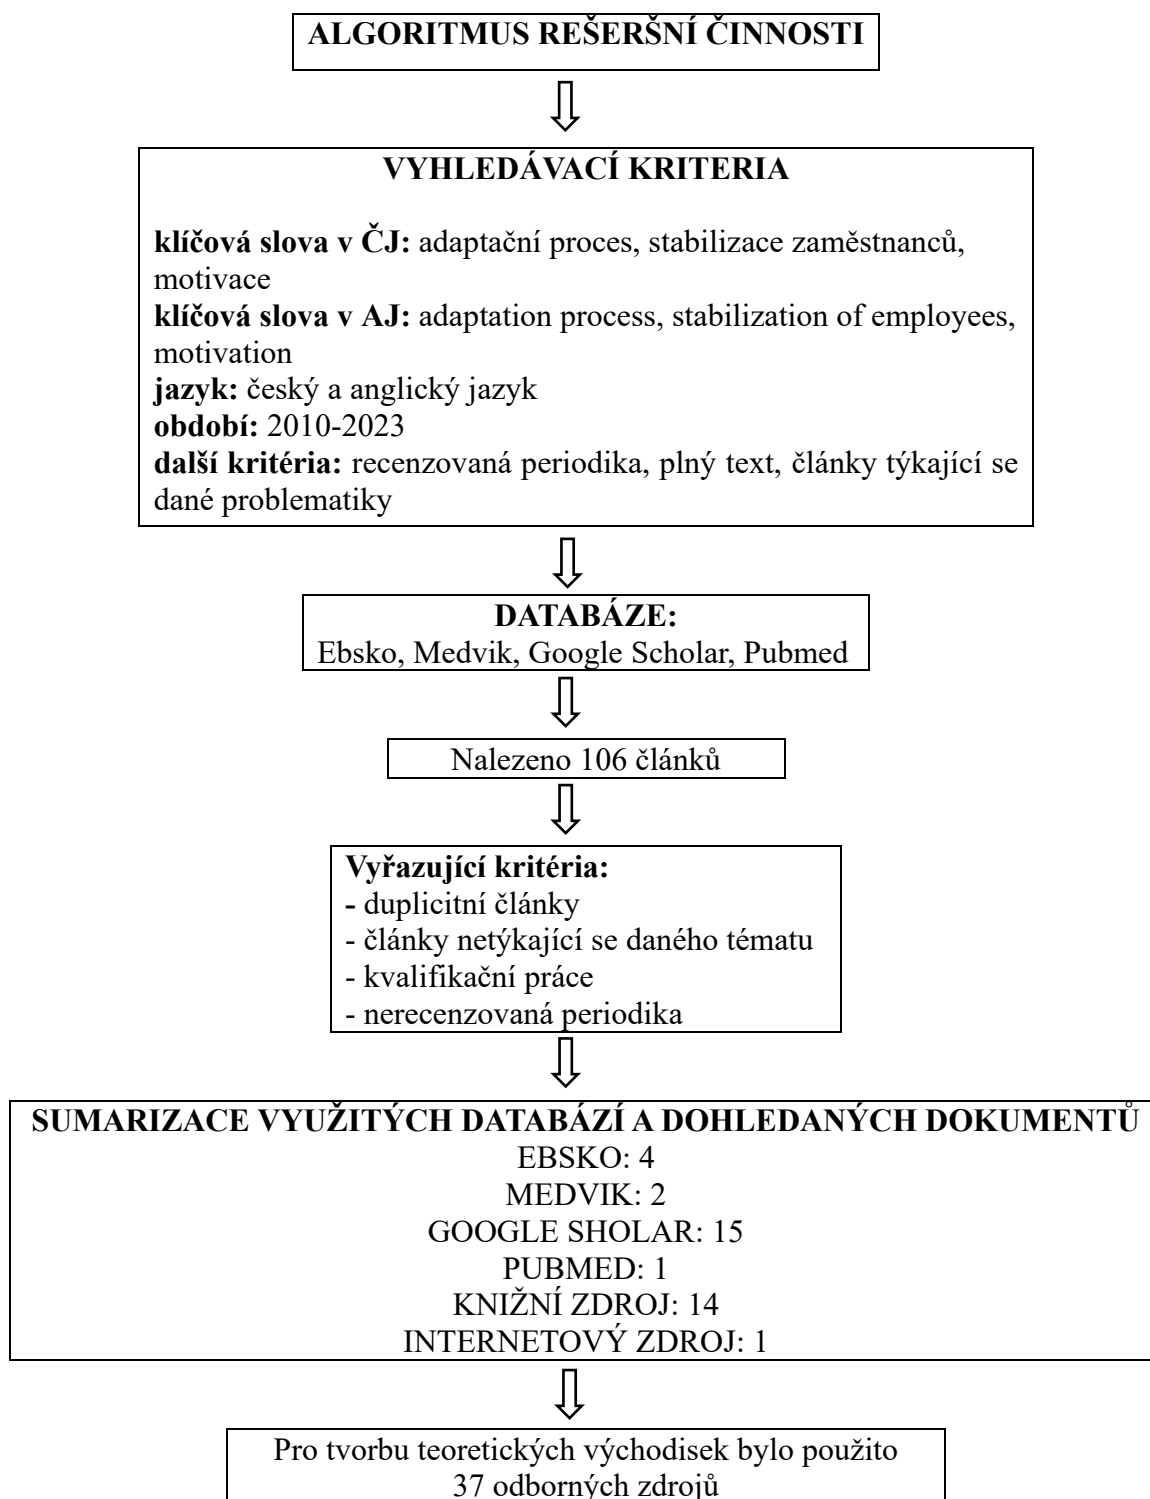 ALGORITMUS REŠERŠNÍ ČINNOSTI
VYHLEDÁVACÍ KRITERIA
klíčová slova v ČJ: adaptační proces, stabilizace zaměstnanců,
motivace
klíčová slova v AJ: adaptation process, stabilization of employees,
motivation
jazyk: český a anglický jazyk
období: 2010-2023
další kritéria: recenzovaná periodika, plný text, články týkající se
dané problematiky
DATABÁZE:
Ebsko, Medvik, Google Scholar, Pubmed
Nalezeno 106 článků
Vyřazující kritéria:
- duplicitní články
- články netýkající se daného tématu
- kvalifikační práce
- nerecenzovaná periodika
SUMARIZACE VYUŽITÝCH DATABÁZÍ A DOHLEDANÝCH DOKUMENTŮ
EBSKO: 4
MEDVIK: 2
GOOGLE SHOLAR: 15
PUBMED: 1
KNIŽNÍ ZDROJ: 14
INTERNETOVÝ ZDROJ: 1
Pro tvorbu teoretických východisek bylo použito
37 odborných zdrojů